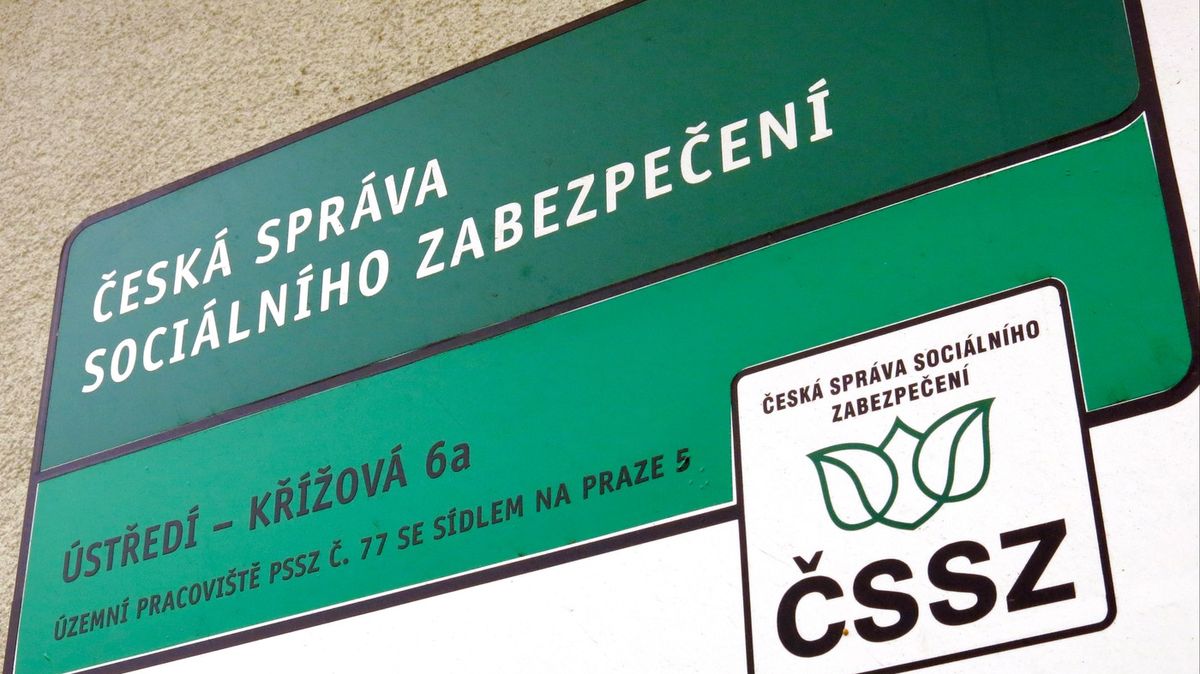 ČESKÁ SPRÁVA
SOCIÁLNÍHO ZABEZPEČENÍ
ÚSTŘEDÍ – KŘÍŽOVÁ 6a
ÚZEMNÍ PRACOVIŠTĚ PSSZ Č. 77 SE SÍDLEM NA PRAZE 5
ČESKÁ SPRÁVA SOCIÁLNÍHO
ZABEZPEČENÍ
ČSSZ